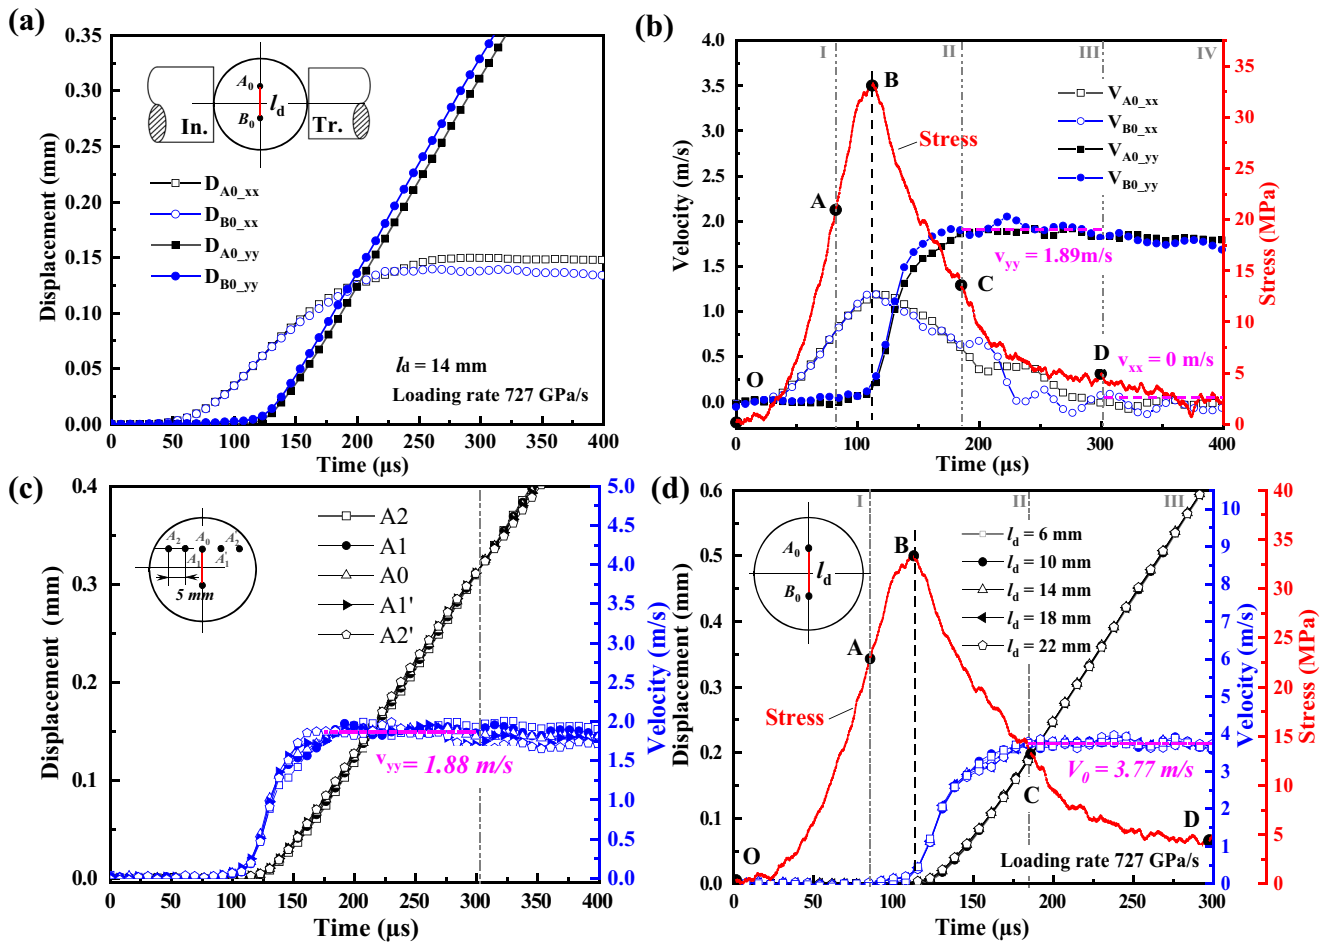 (a)
0.35
0.30
0.25
0.20
0.15
0.10
0.05
0.00
Displacement (mm)
0 50 100 150 200 250 300 350 400
Time (μs)
A0
B0
ld
In.
Tr.
DA0_xx
DB0_xx
DA0_yy
DB0_yy
ld = 14 mm
Loading rate 727 GPa/s
(b)
4.0
3.5
3.0
2.5
2.0
1.5
1.0
0.5
0.0
Velocity (m/s)
0 100 200 300 400
Time (μs)
35
30
25
20
15
10
5
0
Stress (MPa)
I II III IV
VA0_xx
VB0_xx
VA0_yy
VB0_yy
Stress
O
A
B
C
D
vyy = 1.89m/s
vxx = 0 m/s
(c)
0.4
0.3
0.2
0.1
0.0
Displacement (mm)
0 50 100 150 200 250 300 350 400
Time (μs)
5.0
4.5
4.0
3.5
3.0
2.5
2.0
1.5
1.0
0.5
0.0
Velocity (m/s)
A2 A0 A2'
A1 A1'
5 mm
A2
A1
A0
A1'
A2'
vyy= 1.88 m/s
(d)
0.6
0.5
0.4
0.3
0.2
0.1
0.0
Displacement (mm)
0 50 100 150 200 250 300
Time (μs)
10
9
8
7
6
5
4
3
2
1
0
Velocity (m/s)
40
35
30
25
20
15
10
5
0
Stress (MPa)
I II III
A0
B0
ld
ld = 6 mm
ld = 10 mm
ld = 14 mm
ld = 18 mm
ld = 22 mm
Stress
O
A
B
C
D
V0 = 3.77 m/s
Loading rate 727 GPa/s